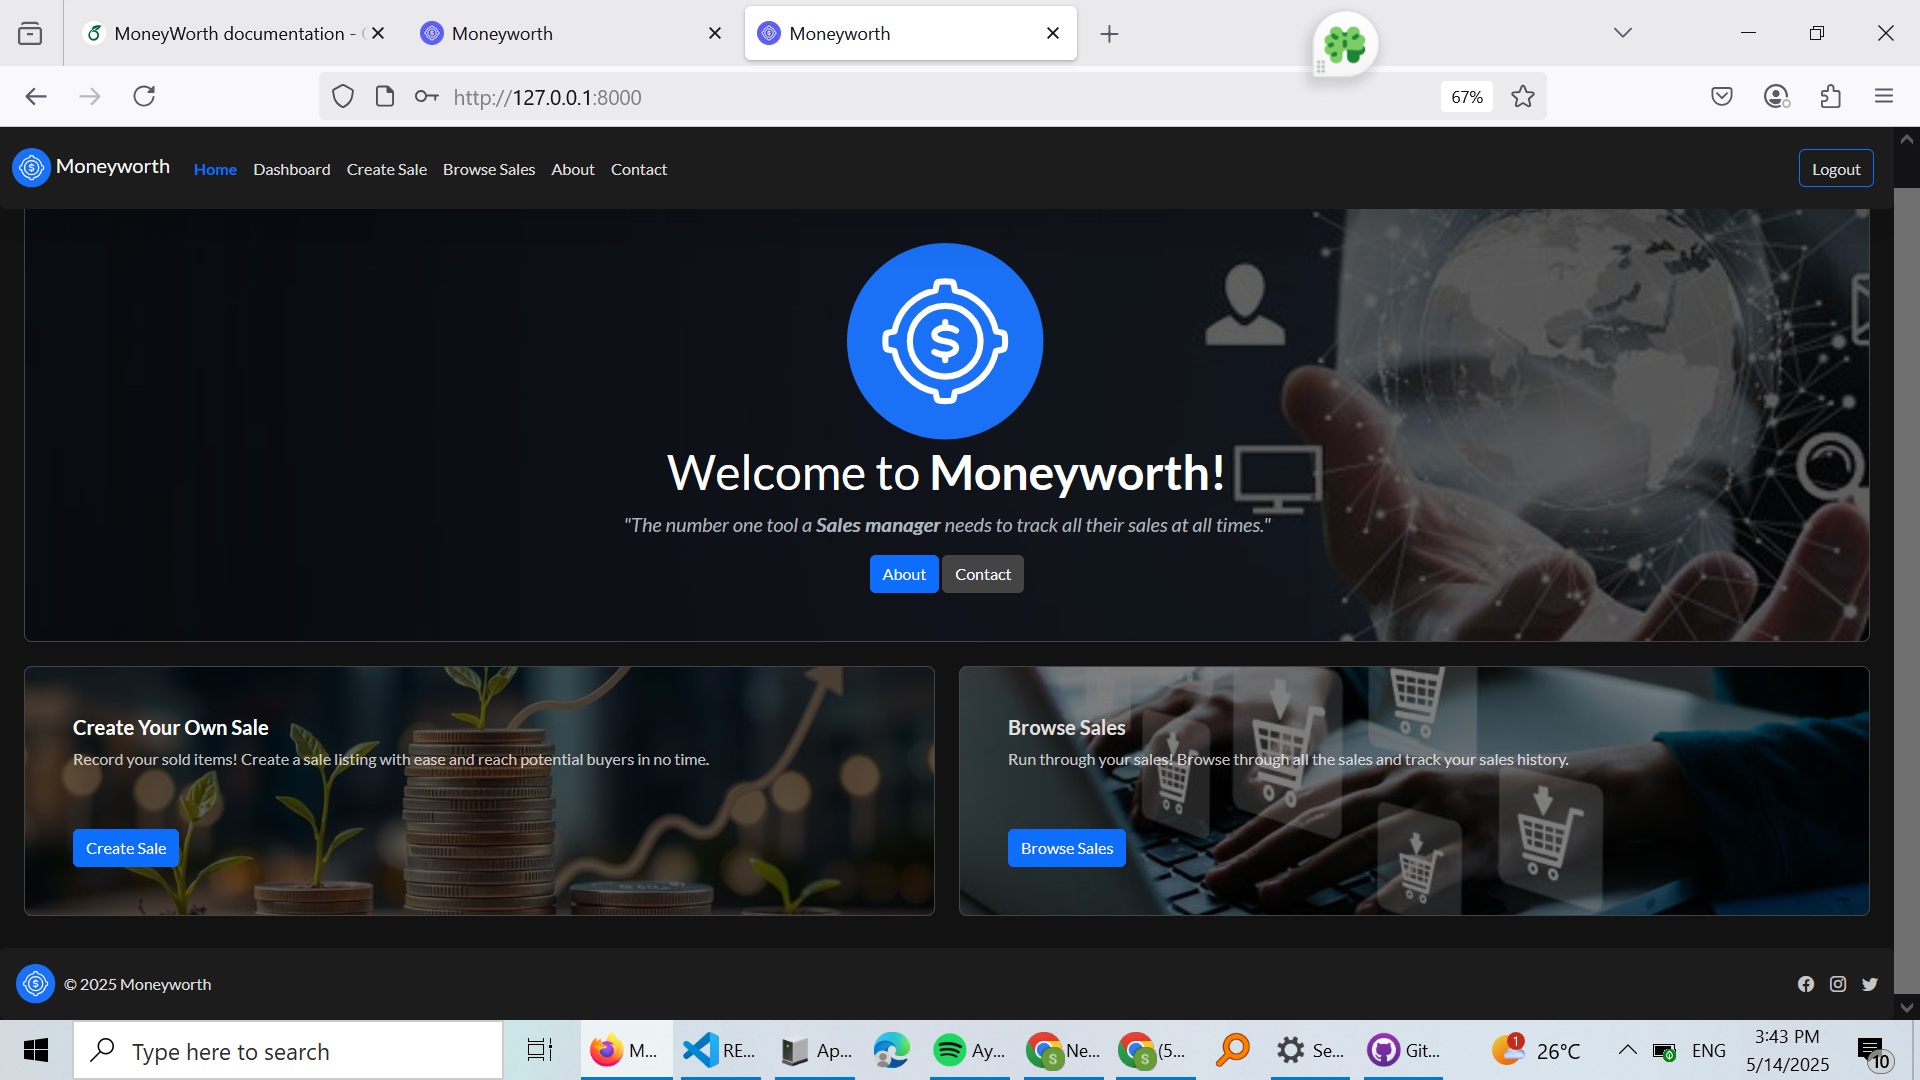 MoneyWorth documentation - (
Moneyworth
Moneyworth
http://127.0.0.1:8000
67%
Moneyworth
Home
Dashboard
Create Sale
Browse Sales
About
Contact
Logout
$
Welcome to Moneyworth!
"The number one tool a Sales manager needs to track all their sales at all times."
About
Contact
Create Your Own Sale
Record your sold items! Create a sale listing with ease and reach potential buyers in no time.
Create Sale
Browse Sales
Run through your sales! Browse through all the sales and track your sales history.
Browse Sales
© 2025 Moneyworth
Type here to search
M...
RE...
Ap...
Ay...
S
Ne...
S
(5...
Se...
Git...
1
26°C
ENG
3:43 PM
5/14/2025
10